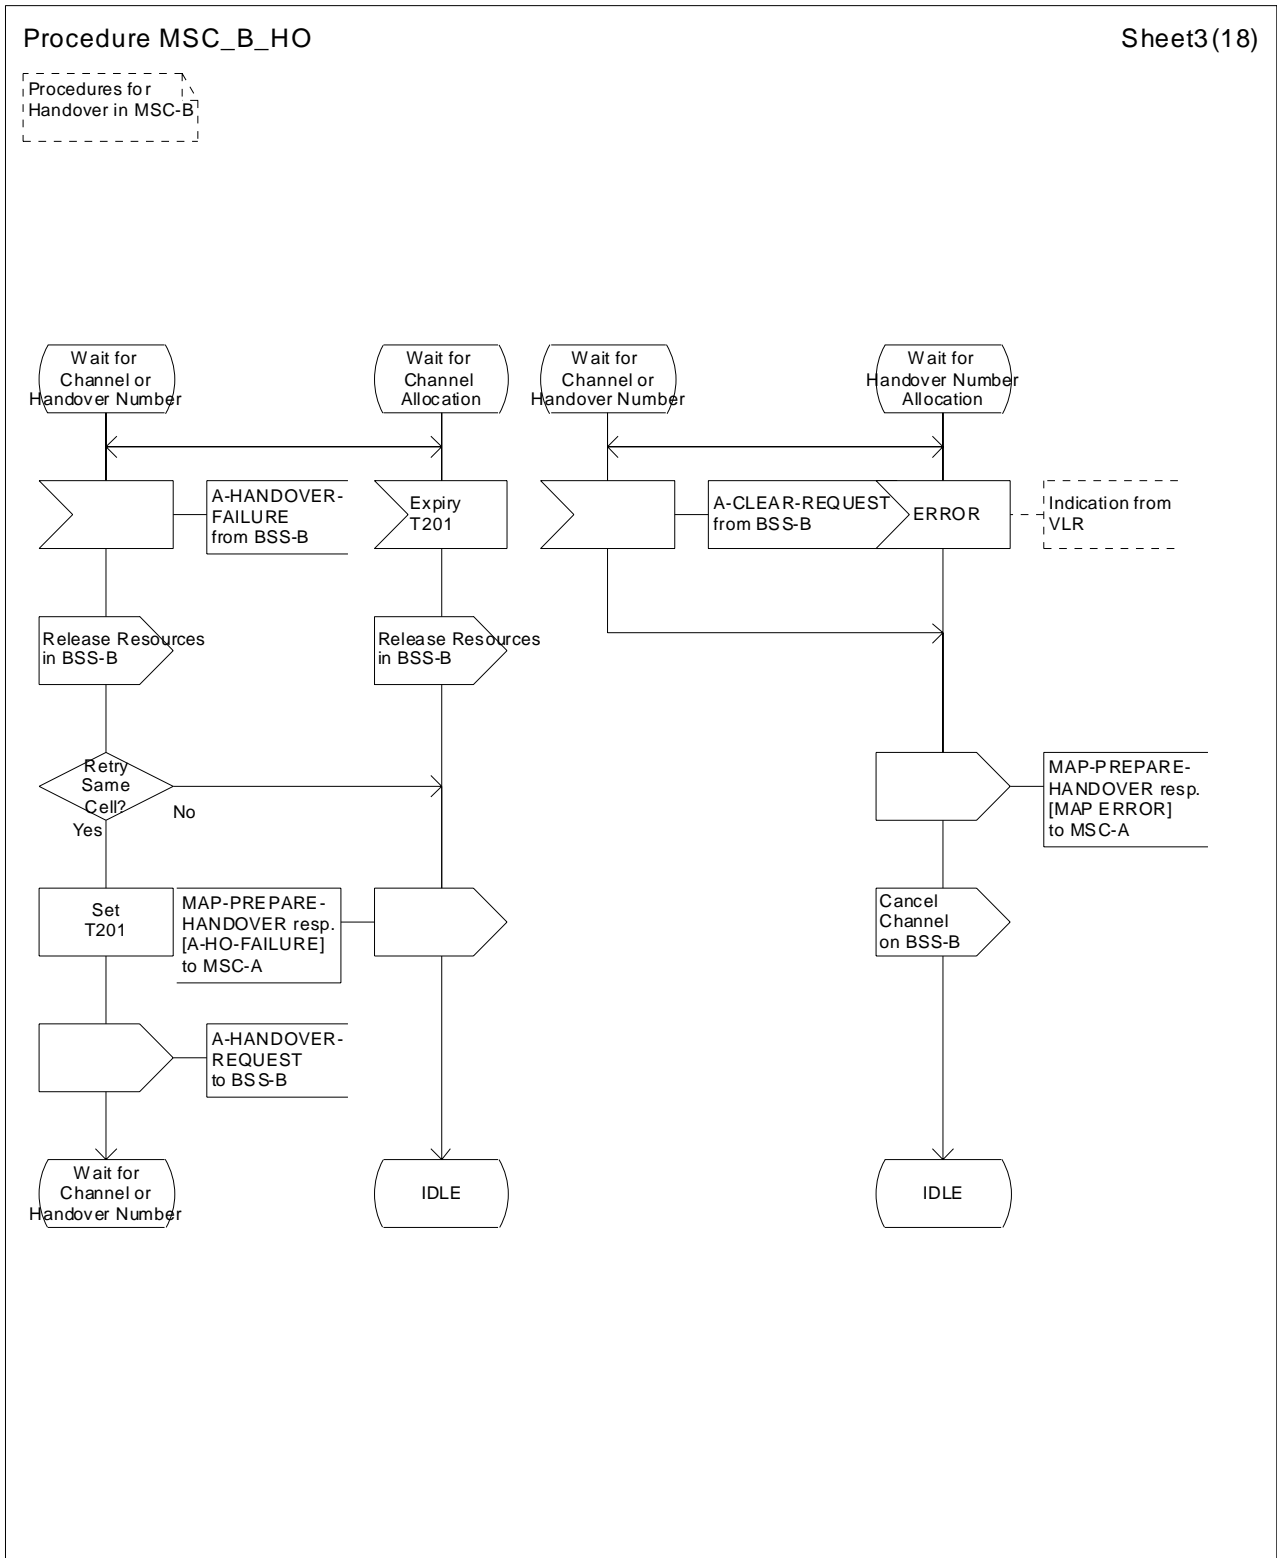 Procedure MSC_B_HO
Sheet3(18)
Procedures for
Handover in MSC-B
Wait for
Channel or
Handover Number
Wait for
Channel
Allocation
Wait for
Channel or
Handover Number
Wait for
Handover Number
Allocation
A-HANDOVER-
FAILURE
from BSS-B
Expiry
T201
A-CLEAR-REQUEST
from BSS-B
ERROR
Indication from
VLR
Release Resources
in BSS-B
Release Resources
in BSS-B
Retry
Same
Cell?
No
Yes
MAP-PREPARE-
HANDOVER resp.
[MAP ERROR]
to MSC-A
Set
T201
MAP-PREPARE-
HANDOVER resp.
[A-HO-FAILURE]
to MSC-A
Cancel
Channel
on BSS-B
A-HANDOVER-
REQUEST
to BSS-B
Wait for
Channel or
Handover Number
IDLE
IDLE